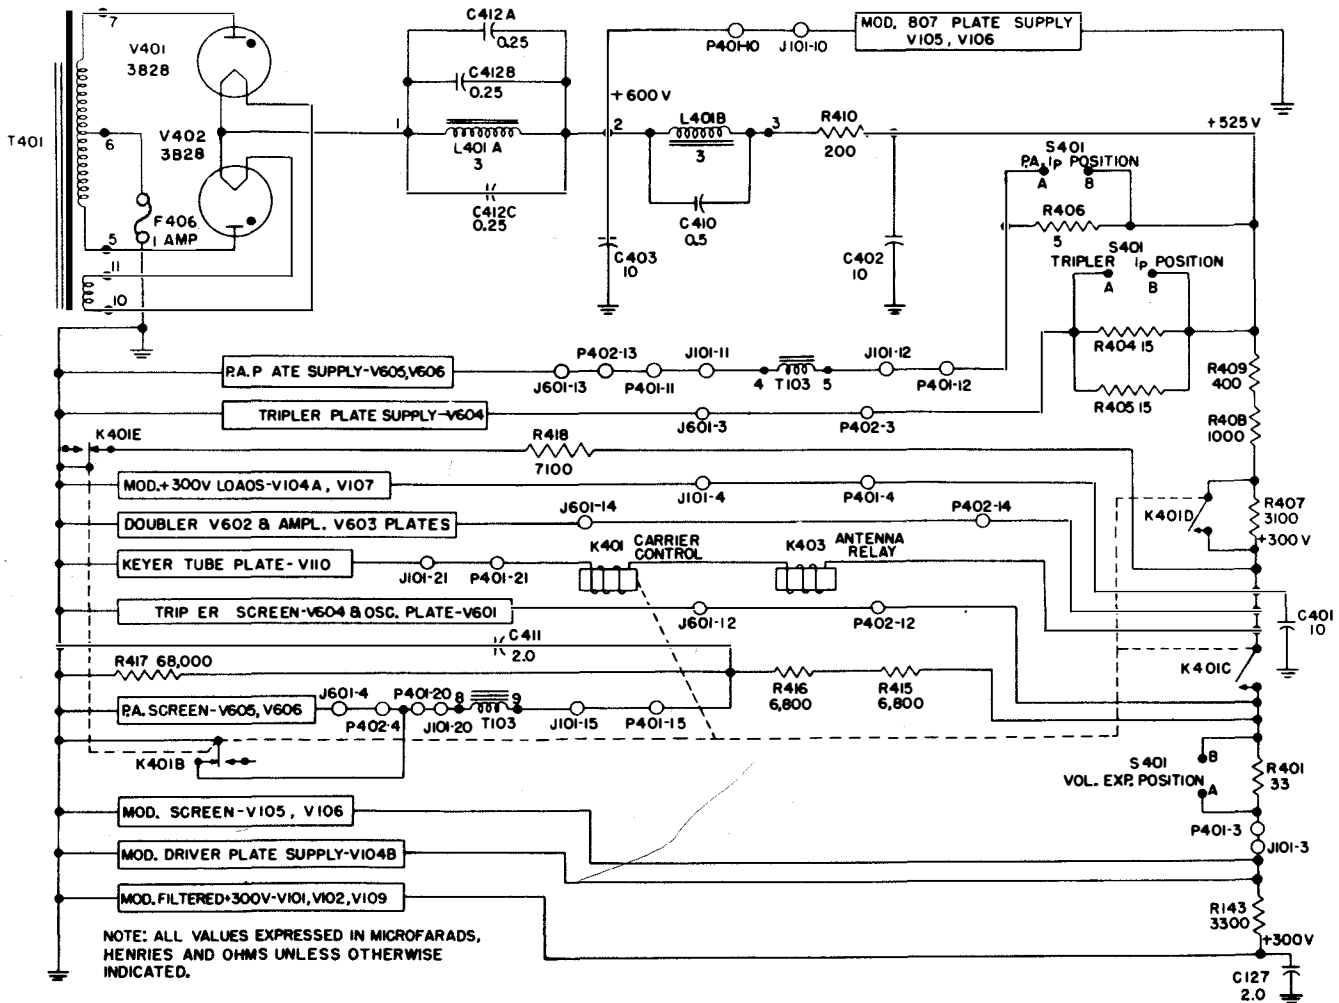 7
V401
3B28
T401
6
V402
3B28
F406
1 AMP
5
11
10
C412A
0.25
C412B
0.25
1
L401A
3
C412C
0.25
+600V
2
P401-10
J101-10
MOD. 807 PLATE SUPPLY
V105, V106
L401B
3
3
C410
0.5
C403
10
R410
200
C402
10
+525V
S401
P.A. Ip POSITION
A B
R406
5
S401
TRIPLER Ip POSITION
A B
R404 15
R405 15
P.A.P ATE SUPPLY-V605,V606
J601-13
P402-13
P401-11
J101-11
4 T103 5
J101-12
P401-12
R409
400
TRIPLER PLATE SUPPLY-V604
J601-3
P402-3
R408
1000
K401E
R418
7100
MOD.+300V LOADS-V104A, V107
J101-4
P401-4
DOUBLER V602 & AMPL. V603 PLATES
J601-14
P402-14
K401D
R407
3100
+300V
KEYER TUBE PLATE-V110
J101-21
P401-21
K401
CARRIER
CONTROL
K403
ANTENNA
RELAY
TRIP ER SCREEN-V604 & OSC. PLATE-V601
J601-12
P402-12
C401
10
C411
2.0
R417 68,000
R416
6,800
R415
6,800
K401C
P.A. SCREEN-V605, V606
J601-4
P402-4
P401-20
J101-20
8 T103 9
J101-15
P401-15
K401B
S401
VOL. EXP. POSITION
B
A
R401
33
MOD. SCREEN-V105, V106
P401-3
J101-3
MOD. DRIVER PLATE SUPPLY-V104B
MOD. FILTERED+300V-V101,V102,V109
R143
3300
+300V
NOTE: ALL VALUES EXPRESSED IN MICROFARADS,
HENRIES AND OHMS UNLESS OTHERWISE
INDICATED.
C127
2.0